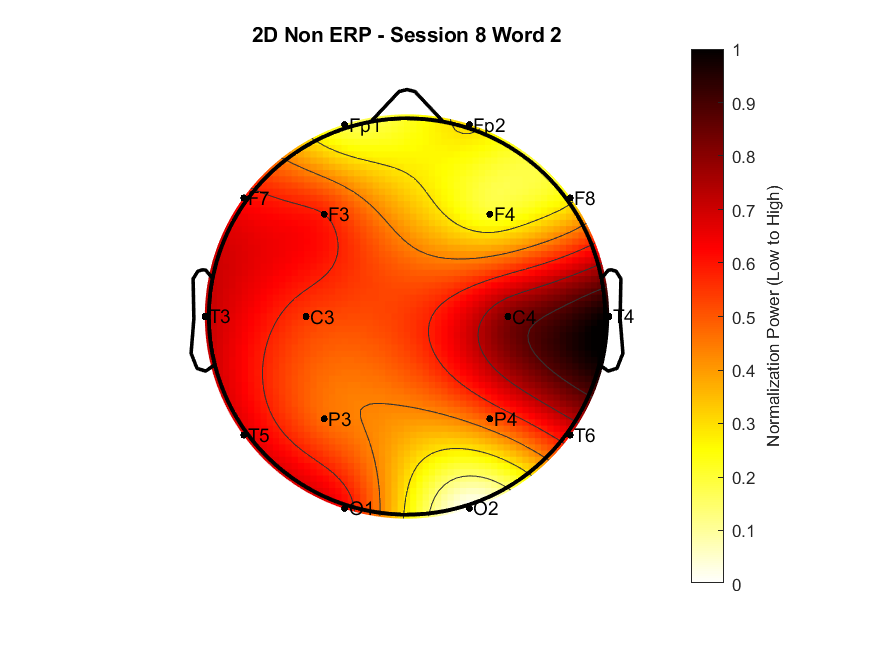 2D Non ERP - Session 8 Word 2
Fp1
Fp2
F7
F3
F4
F8
T3
C3
C4
T4
P3
P4
T5
T6
O1
O2
1
0.9
0.8
0.7
0.6
0.5
0.4
0.3
0.2
0.1
0
Normalization Power (Low to High)